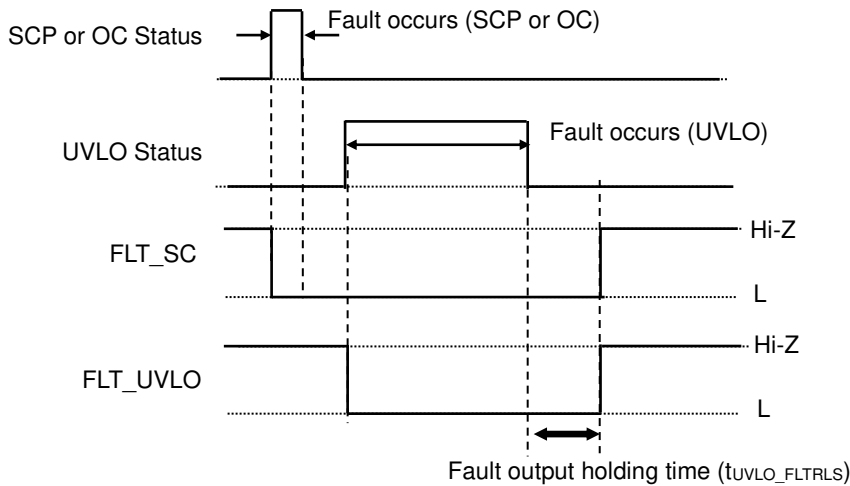 Fault occurs (SCP or OC)
SCP or OC Status
Fault occurs (UVLO)
UVLO Status
Hi-Z
FLT_SC
L
Hi-Z
FLT_UVLO
L
Fault output holding time (tUVLO_FLTRLS)